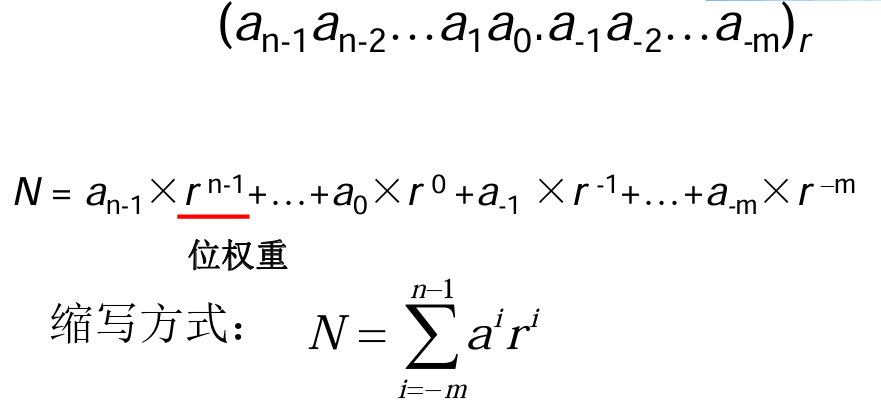 (aₙ₋₁aₙ₋₂…a₁a₀.a₋₁a₋₂…a₋ₘ)ᵣ
N = aₙ₋₁×rⁿ⁻¹+…+a₀×r⁰+a₋₁×r⁻¹+…+a₋ₘ×r⁻ᵐ
位权重
缩写方式： N = ∑_{i=-m}^{n-1} aⁱrⁱ